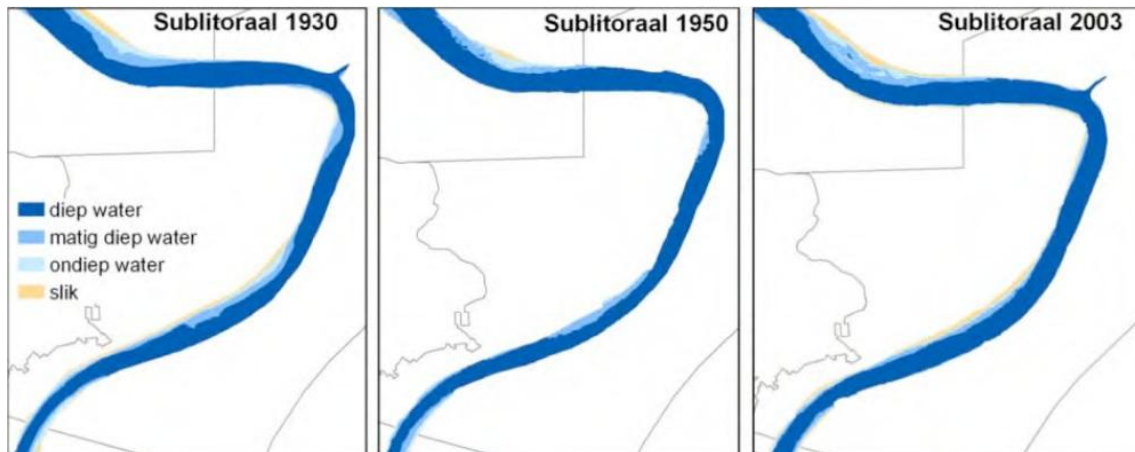 Sublitoraal 1930
Sublitoraal 1950
Sublitoraal 2003
diep water
matig diep water
ondiep water
slik